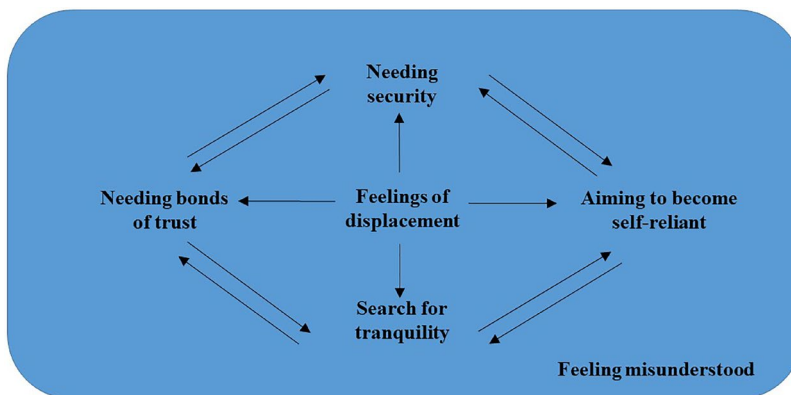 Needing
security
Needing bonds
of trust
Feelings of
displacement
Aiming to become
self-reliant
Search for
tranquility
Feeling misunderstood